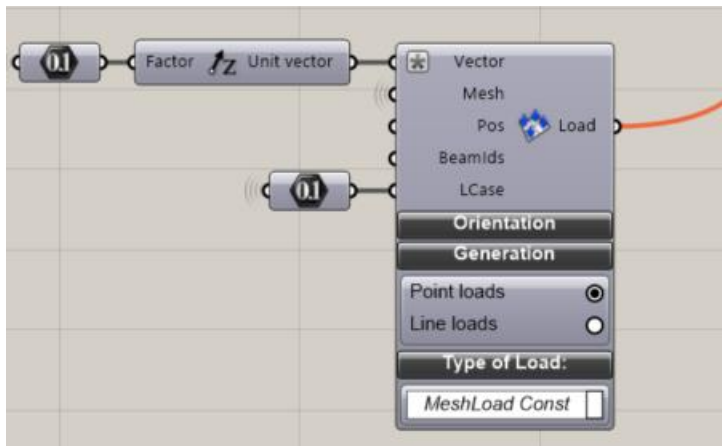 0.1 Factor Z Unit vector
Vector
Mesh
Pos Load
BeamIds
0.1 LCase
Orientation
Generation
Point loads
Line loads
Type of Load:
MeshLoad Const